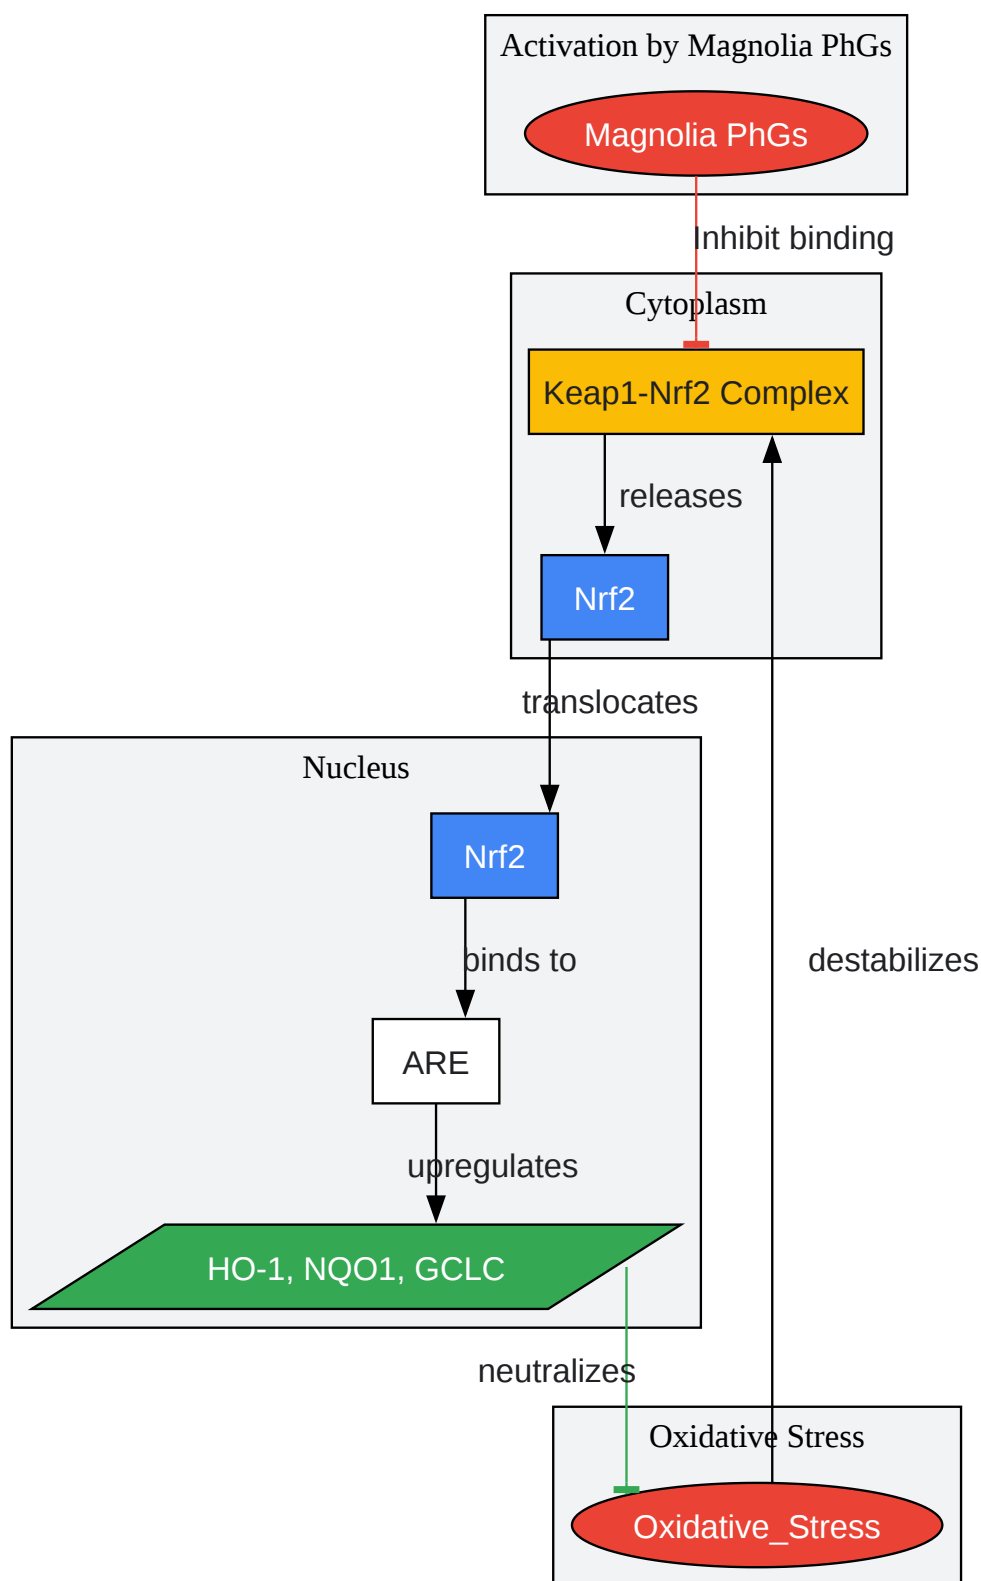 Activation by Magnolia PhGs
Magnolia PhGs
Inhibit binding
Cytoplasm
Keap1-Nrf2 Complex
releases
Nrf2
translocates
Nucleus
Nrf2
binds to
destabilizes
ARE
upregulates
HO-1, NQO1, GCLC
neutralizes
Oxidative Stress
Oxidative_Stress